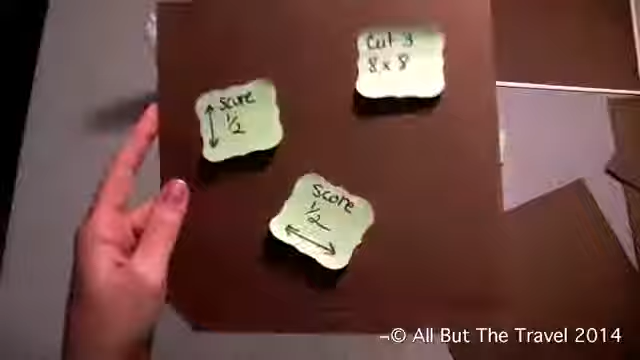 Cut 3
8 x 8
Score
1/2
Score
1/2
¬© All But The Travel 2014